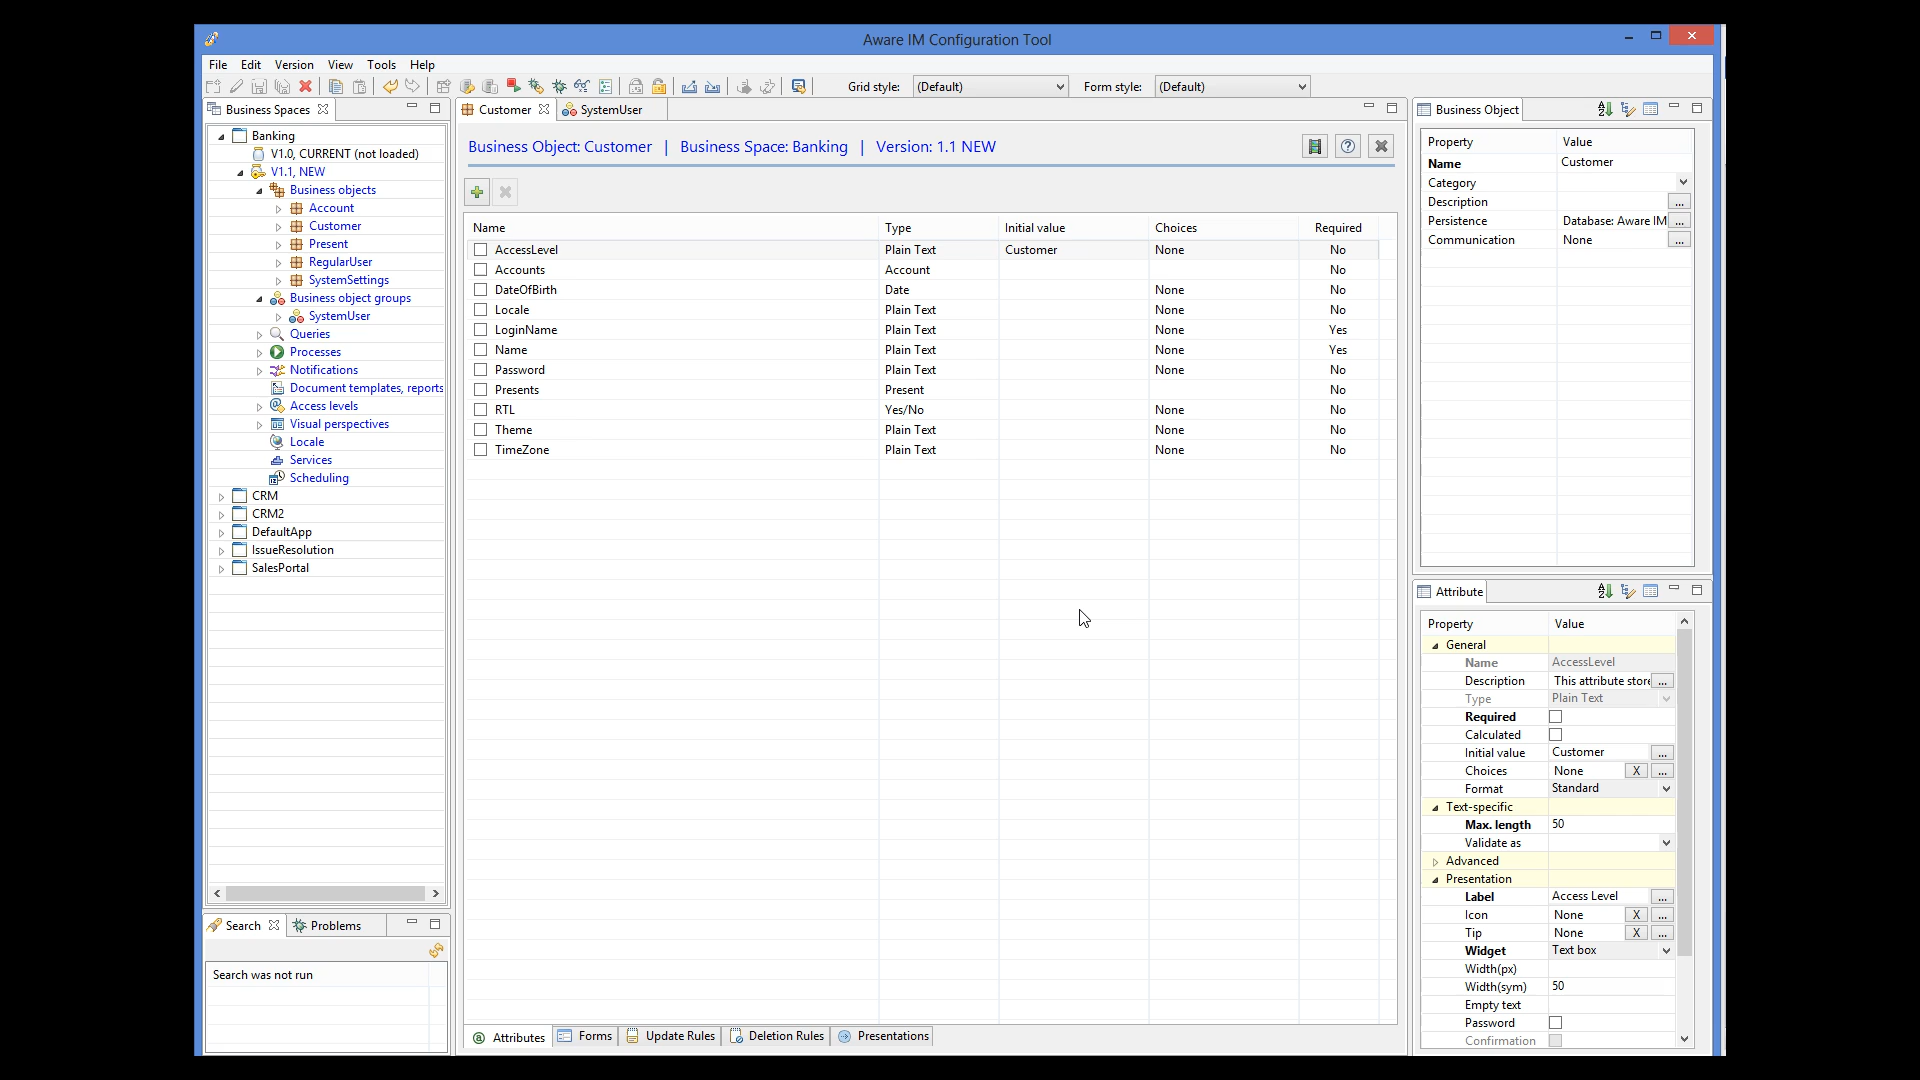 Aware IM Configuration Tool
File Edit Version View Tools Help
Grid style: (Default) Form style: (Default)
Business Spaces
Banking
V1.0, CURRENT (not loaded)
V1.1, NEW
Business objects
Account
Customer
Present
RegularUser
SystemSettings
Business object groups
SystemUser
Queries
Processes
Notifications
Document templates, reports
Access levels
Visual perspectives
Locale
Services
Scheduling
CRM
CRM2
DefaultApp
IssueResolution
SalesPortal
Search Problems
Search was not run
Customer SystemUser
Business Object: Customer | Business Space: Banking | Version: 1.1 NEW
Name Type Initial value Choices Required
AccessLevel Plain Text Customer None No
Accounts Account No
DateOfBirth Date None No
Locale Plain Text None No
LoginName Plain Text None Yes
Name Plain Text None Yes
Password Plain Text None No
Presents Present No
RTL Yes/No None No
Theme Plain Text None No
TimeZone Plain Text None No
Attributes Forms Update Rules Deletion Rules Presentations
Business Object
Property Value
Name Customer
Category
Description ...
Persistence Database: Aware IM ...
Communication None ...
Attribute
Property Value
General
Name AccessLevel
Description This attribute store ...
Type Plain Text
Required
Calculated
Initial value Customer ...
Choices None X ...
Format Standard
Text-specific
Max. length 50
Validate as
Advanced
Presentation
Label Access Level ...
Icon None X ...
Tip None X ...
Widget Text box
Width(px)
Width(sym) 50
Empty text
Password
Confirmation